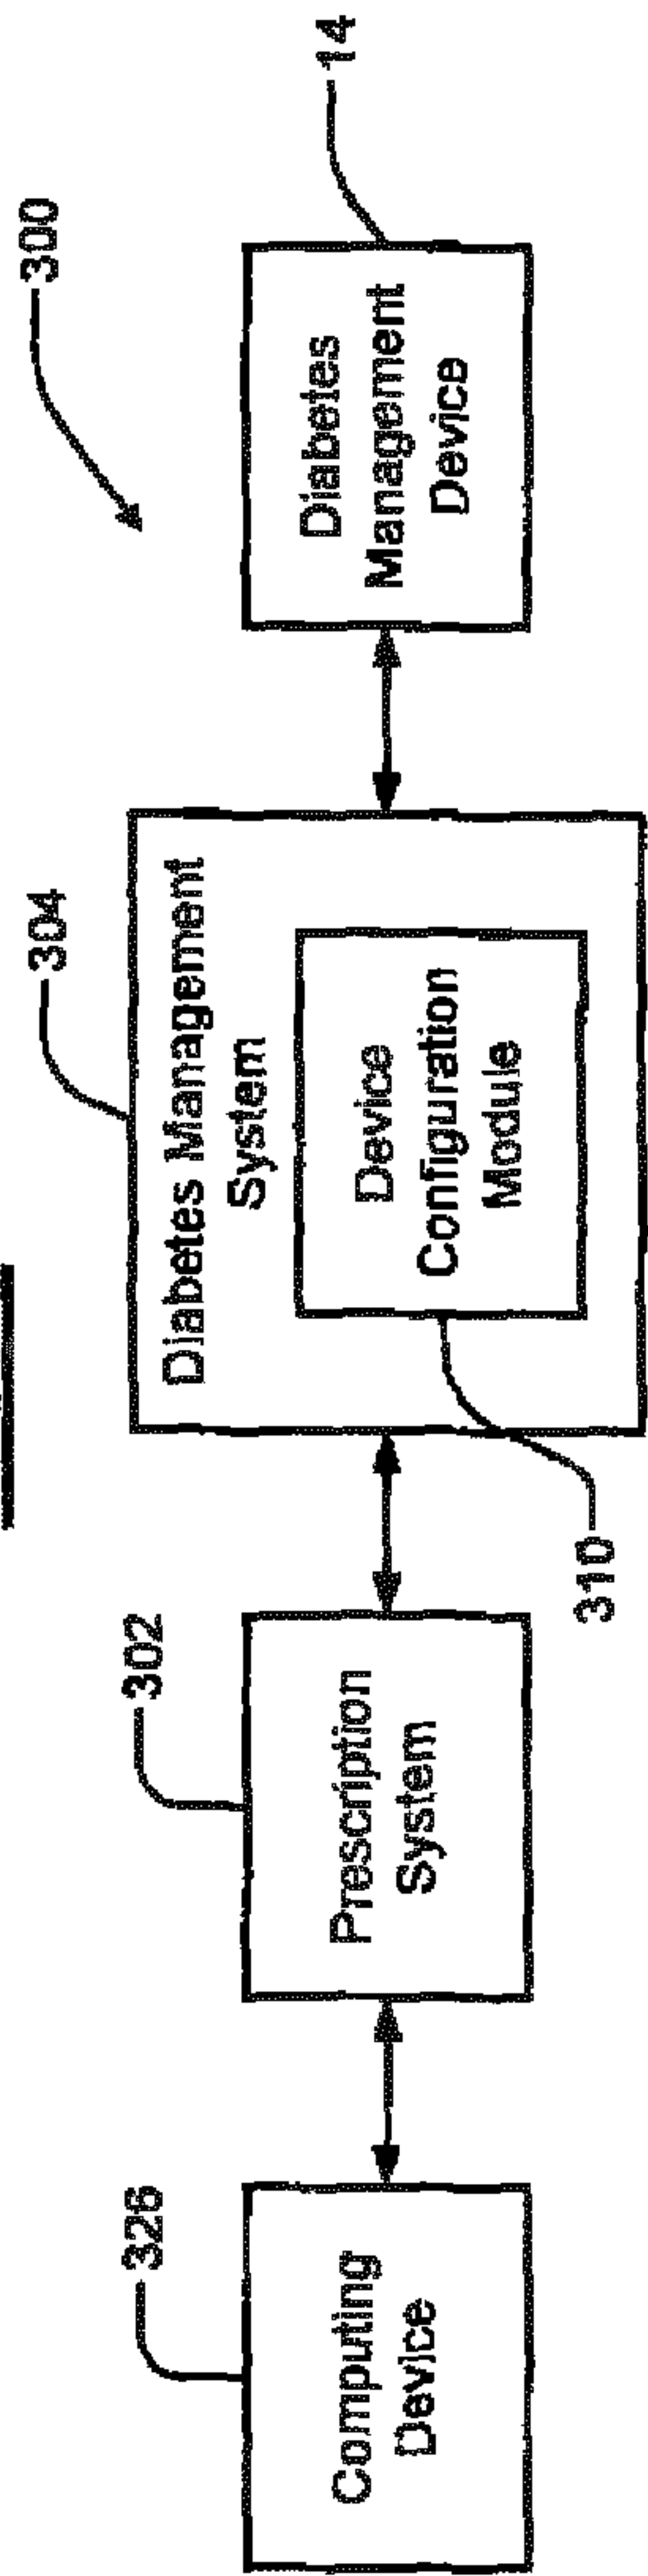 300
326
Computing
Device
302
Prescription
System
304
Diabetes Management
System
Device
Configuration
Module
310
14
Diabetes
Management
Device